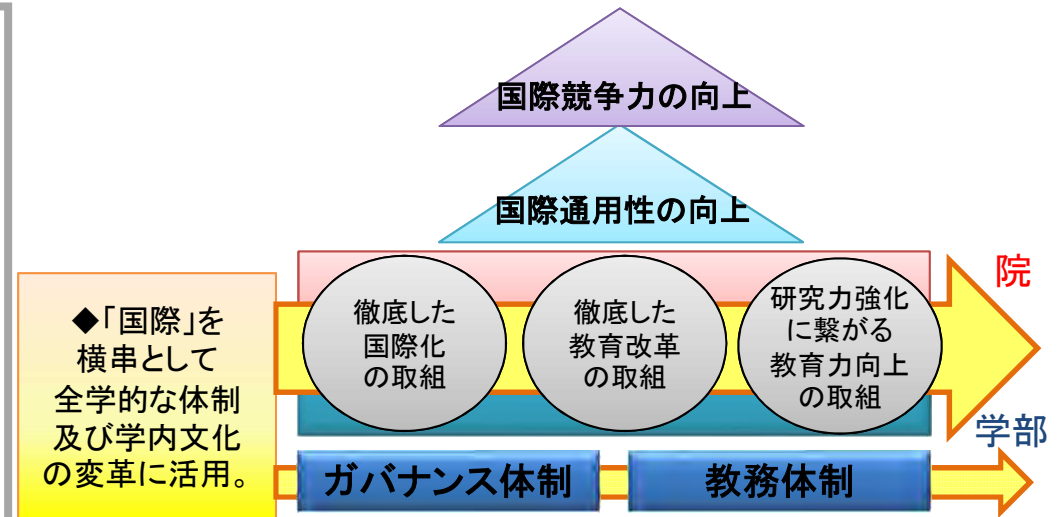 国際競争力の向上
国際通用性の向上
院
◆「国際」を
横串として
全学的な体制
及び学内文化
の変革に活用。
徹底した
国際化
の取組
徹底した
教育改革
の取組
研究力強化
に繋がる
教育力向上
の取組
学部
ガバナンス体制
教務体制